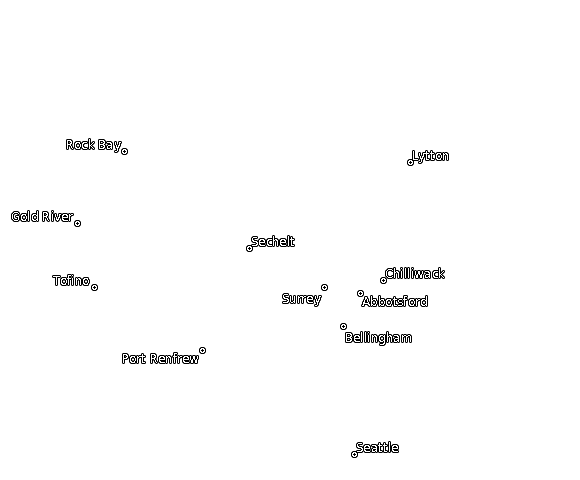 Rock Bay
Lytton
Gold River
Sechelt
Chilliwack
Tofino
Surrey
Abbotsford
Bellingham
Port Renfrew
Seattle